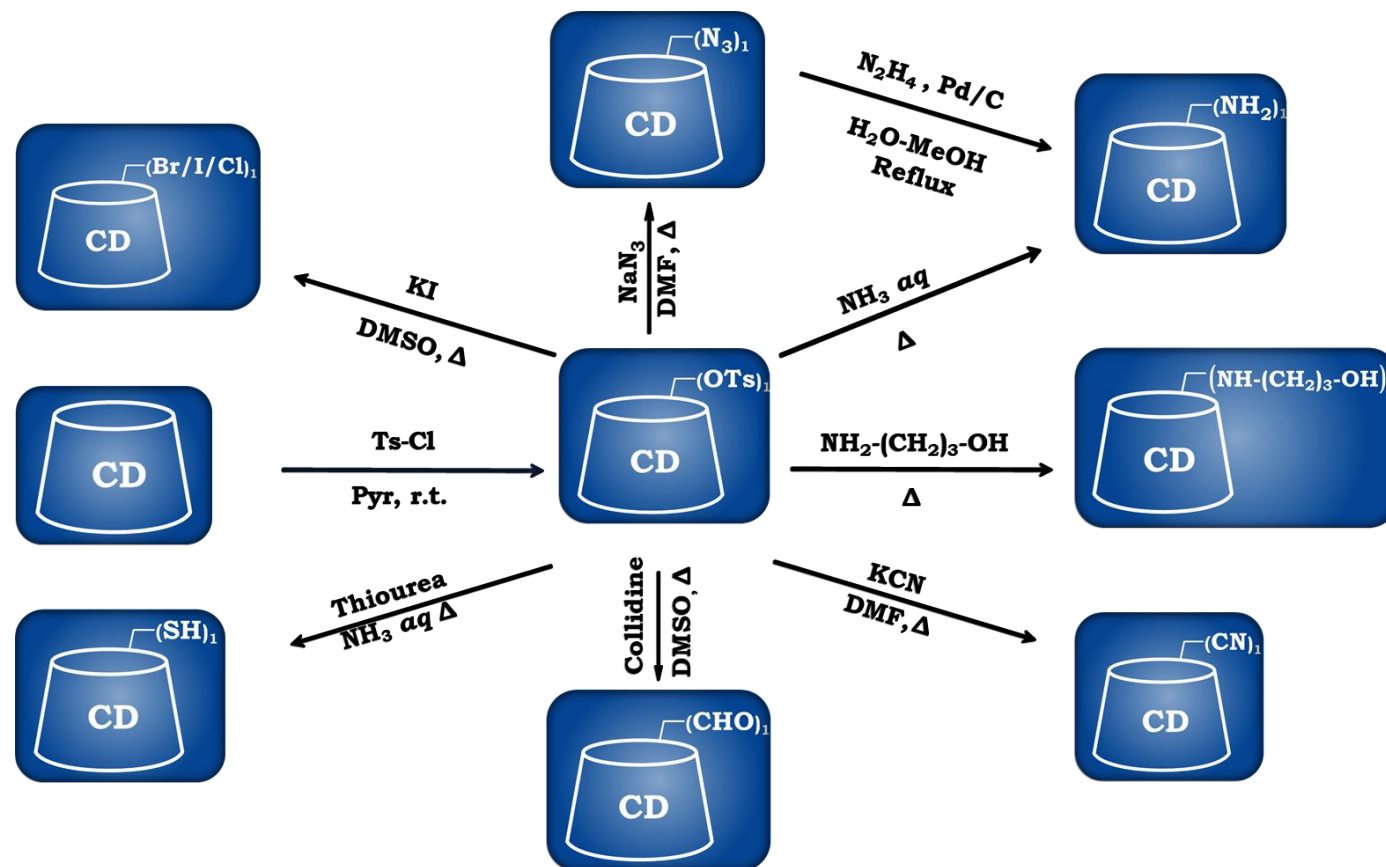 (N₃)₁
CD
N₂H₄ , Pd/C
H₂O-MeOH
Reflux
(NH₂)₁
CD
(Br/I/Cl)₁
CD
KI
DMSO, Δ
NaN₃
DMF, Δ
NH₃ aq
Δ
CD
Ts-Cl
Pyr, r.t.
(OTs)₁
CD
NH₂-(CH₂)₃-OH
Δ
(NH-(CH₂)₃-OH)
CD
Thiourea
NH₃ aq Δ
(SH)₁
CD
Collidine
DMSO, Δ
(CHO)₁
CD
KCN
DMF, Δ
(CN)₁
CD